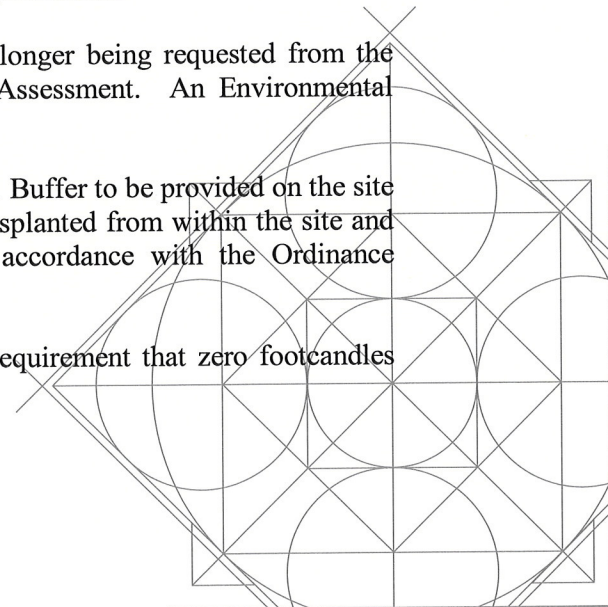 longer being requested from the
Assessment. An Environmental
Buffer to be provided on the site
splanted from within the site and
accordance with the Ordinance
equirement that zero footcandles